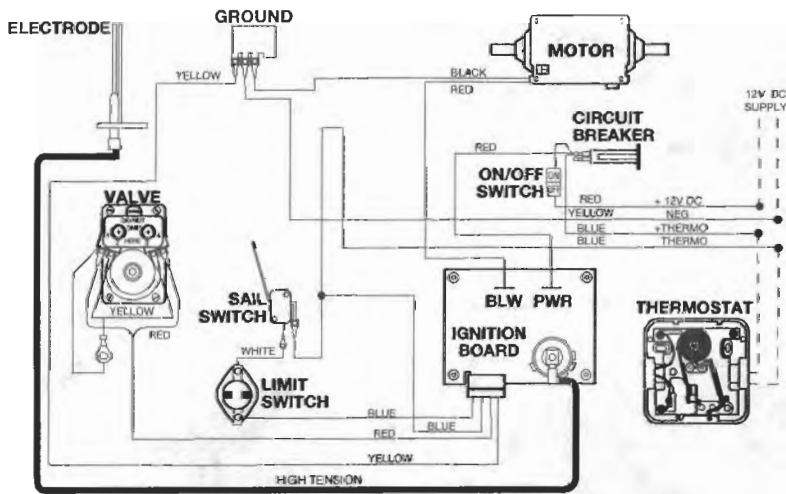 GROUND
ELECTRODE
MOTOR
YELLOW
BLACK
RED
12V DC
SUPPLY
CIRCUIT
BREAKER
RED
ON/OFF
SWITCH
ON
OFF
RED + 12V DC
YELLOW NEG
BLUE +THERMO
BLUE THERMO
VALVE
YELLOW
RED
SAIL
SWITCH
BLW PWR
IGNITION
BOARD
THERMOSTAT
WHITE
LIMIT
SWITCH
BLUE
BLUE
RED
YELLOW
HIGH TENSION